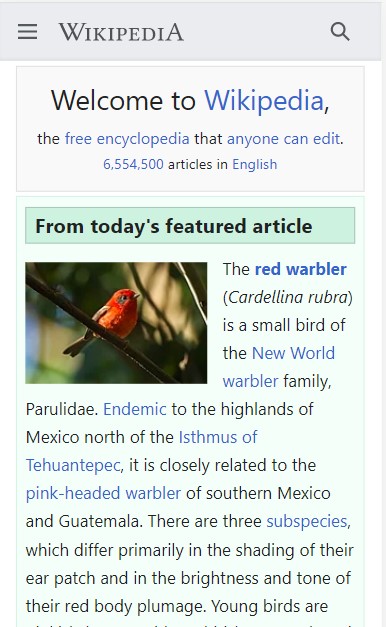 WIKIPEDIA
Welcome to Wikipedia,
the free encyclopedia that anyone can edit.
6,554,500 articles in English
From today's featured article
The red warbler
(Cardellina rubra)
is a small bird of
the New World
warbler family,
Parulidae. Endemic to the highlands of
Mexico north of the Isthmus of
Tehuantepec, it is closely related to the
pink-headed warbler of southern Mexico
and Guatemala. There are three subspecies,
which differ primarily in the shading of their
ear patch and in the brightness and tone of
their red body plumage. Young birds are